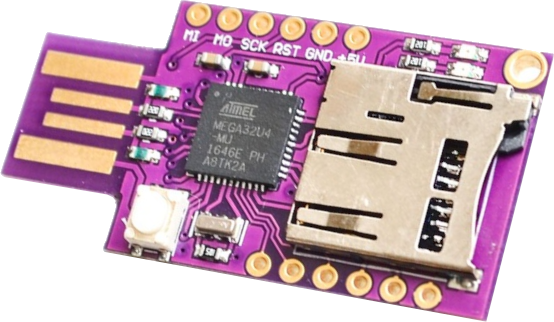 MI MO SCK RST GND +5V
ATMEL
MEGA32U4
-MU
1646E PH
A8TK2A